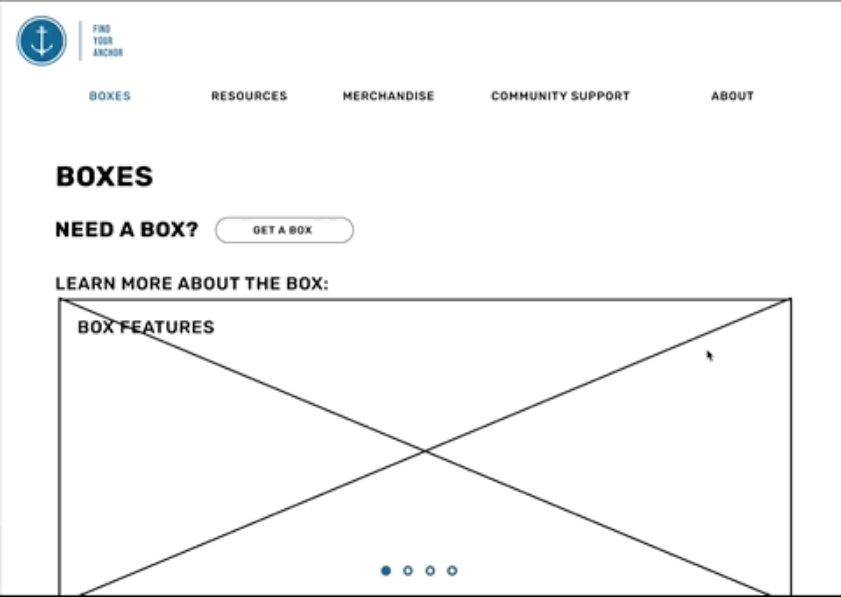 FIND
YOUR
ANCHOR
BOXES RESOURCES MERCHANDISE COMMUNITY SUPPORT ABOUT
BOXES
NEED A BOX? GET A BOX
LEARN MORE ABOUT THE BOX:
BOX FEATURES